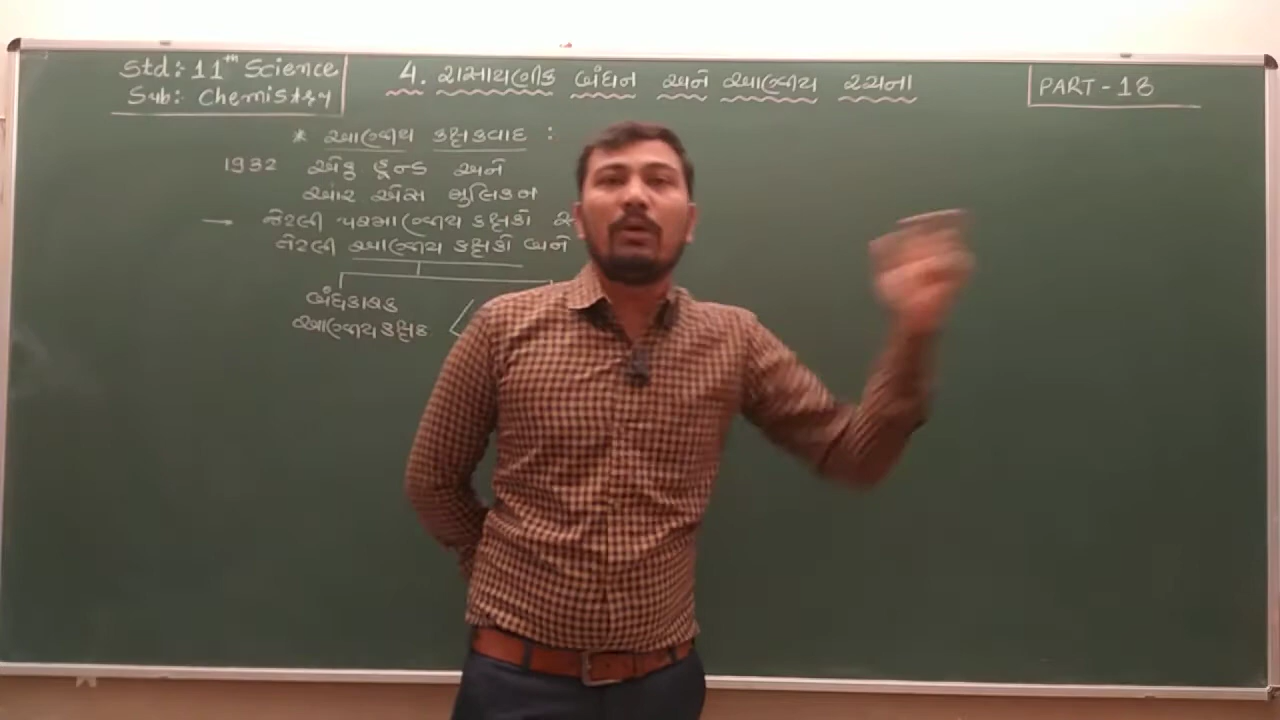 Std: 11th Science
Sub: Chemistry
4. રાસાયણીક બંધન અને આણ્વીય રચના
PART - 18
* આણ્વીય કક્ષકવાદ :
1932 એફ હૂન્ડ અને
આર એસ મુલિકન
→ જેટલી પરમાણ્વીય કક્ષકો
તેટલી આણ્વીય કક્ષકો બને
બંધકારક
આણ્વીયકક્ષક